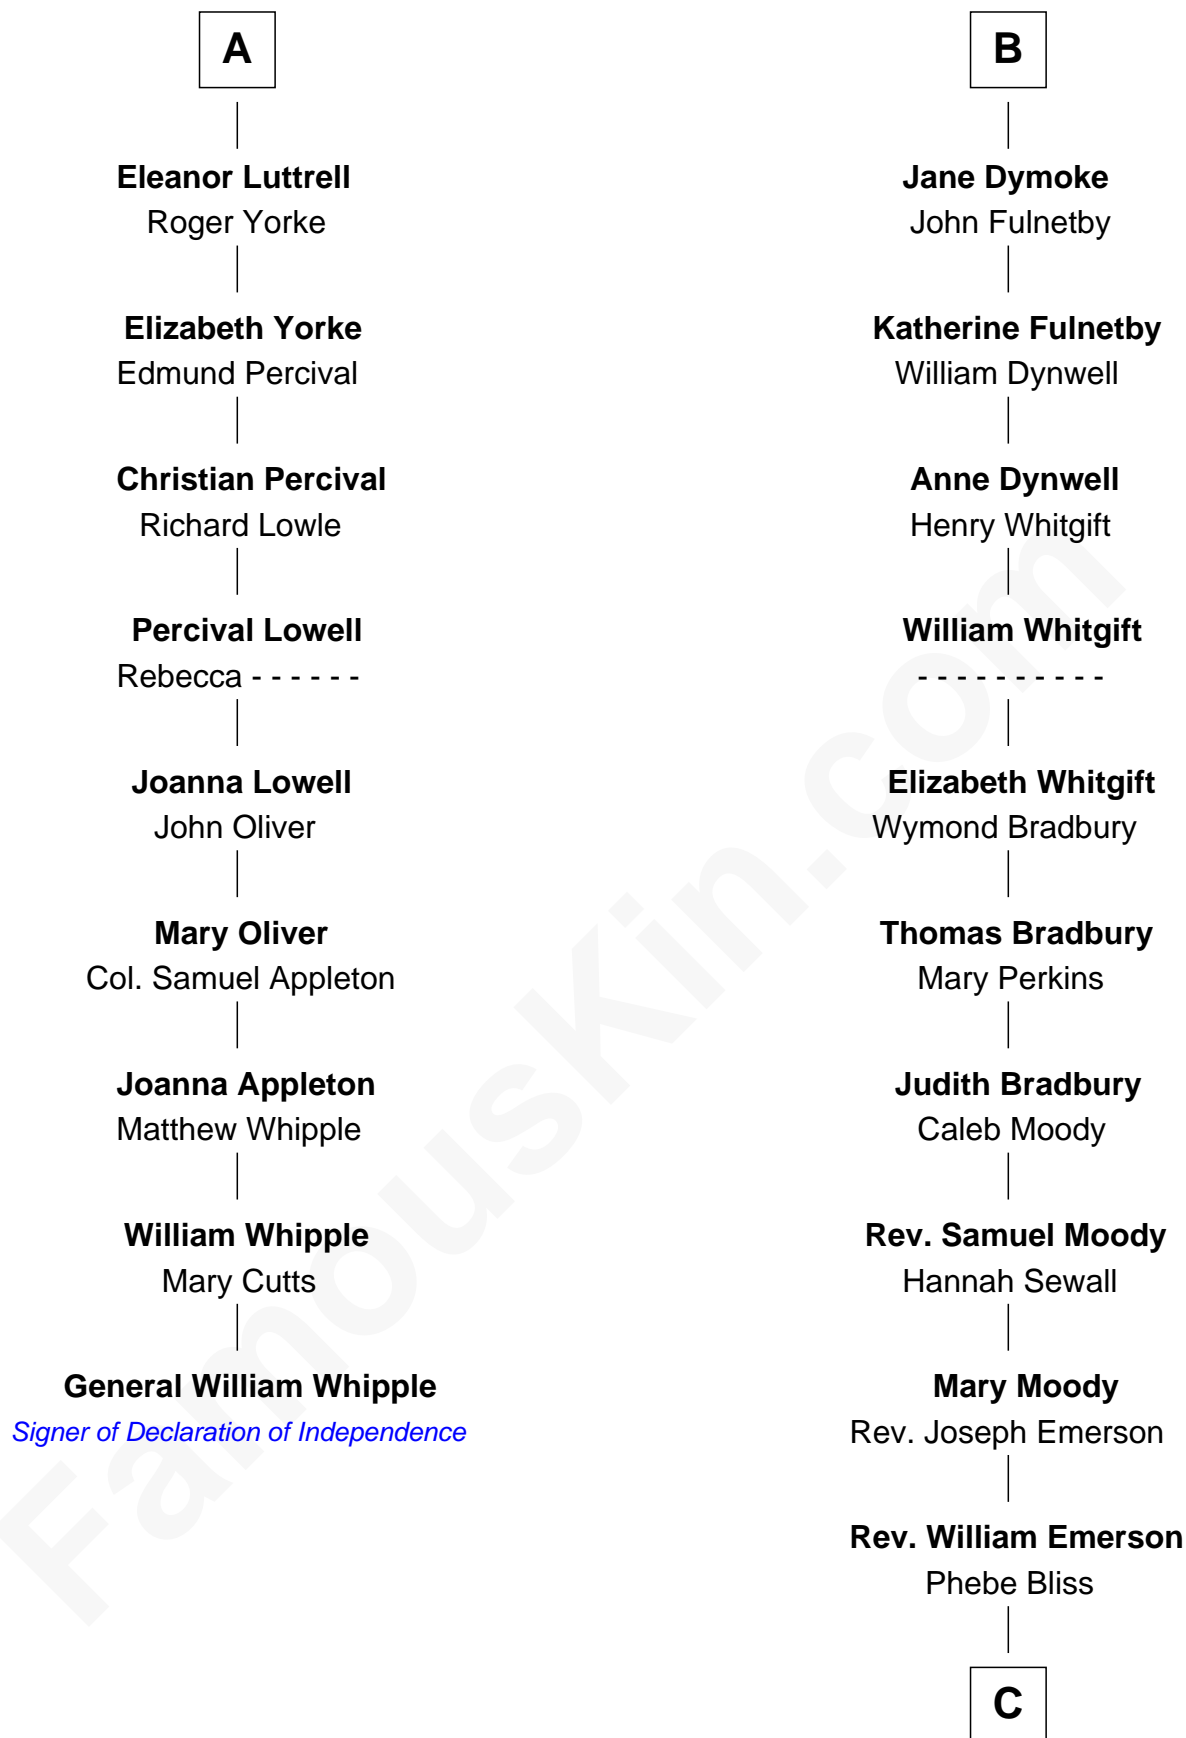 A
Eleanor Luttrell
Roger Yorke
Elizabeth Yorke
Edmund Percival
Christian Percival
Richard Lowle
Percival Lowell
Rebecca - - - - - -
Joanna Lowell
John Oliver
Mary Oliver
Col. Samuel Appleton
Joanna Appleton
Matthew Whipple
William Whipple
Mary Cutts
General William Whipple
Signer of Declaration of Independence
B
Jane Dymoke
John Fulnetby
Katherine Fulnetby
William Dynwell
Anne Dynwell
Henry Whitgift
William Whitgift
- - - - - - - - - -
Elizabeth Whitgift
Wymond Bradbury
Thomas Bradbury
Mary Perkins
Judith Bradbury
Caleb Moody
Rev. Samuel Moody
Hannah Sewall
Mary Moody
Rev. Joseph Emerson
Rev. William Emerson
Phebe Bliss
C
FamousKin.com